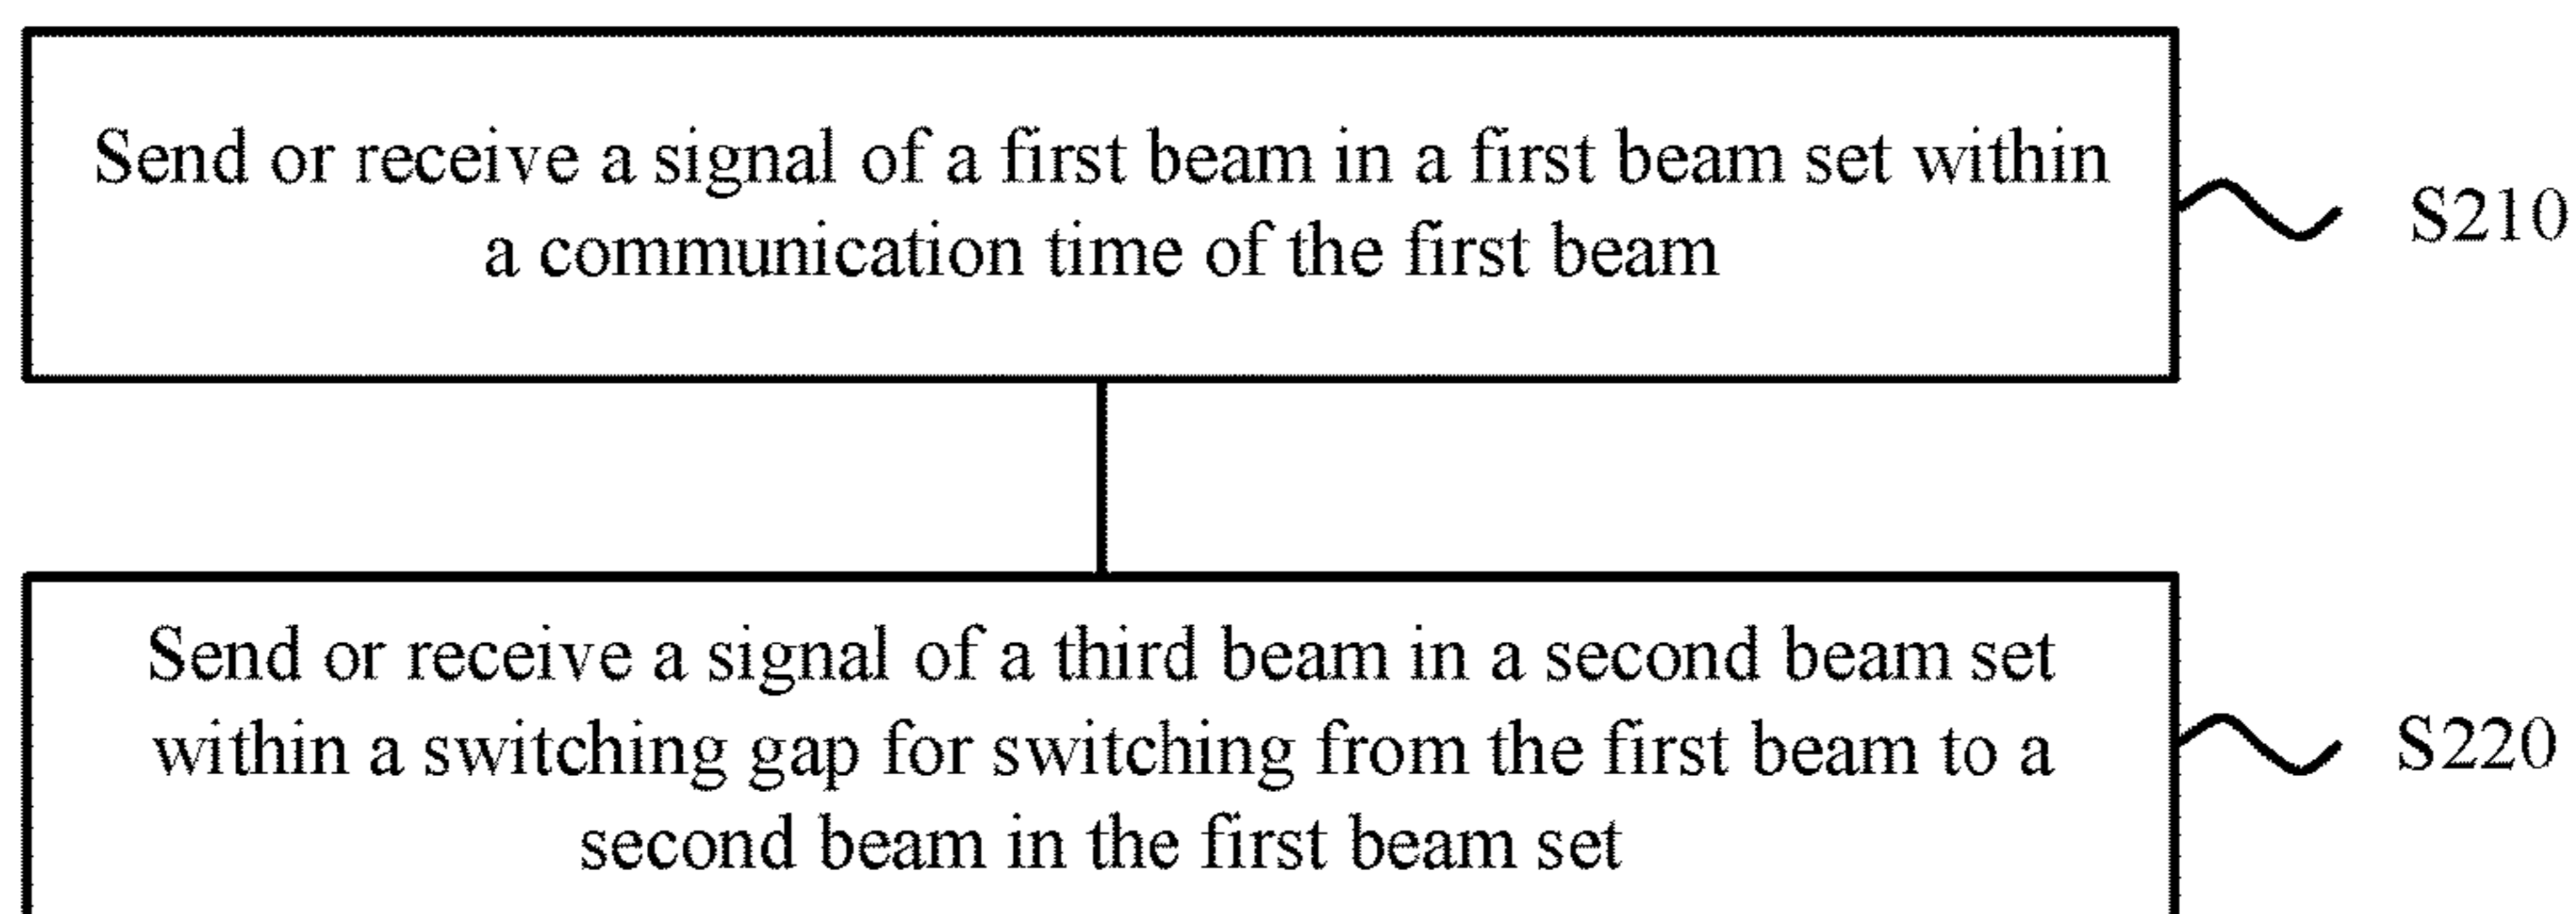 Send or receive a signal of a first beam in a first beam set within
a communication time of the first beam
S210
Send or receive a signal of a third beam in a second beam set
within a switching gap for switching from the first beam to a
second beam in the first beam set
S220